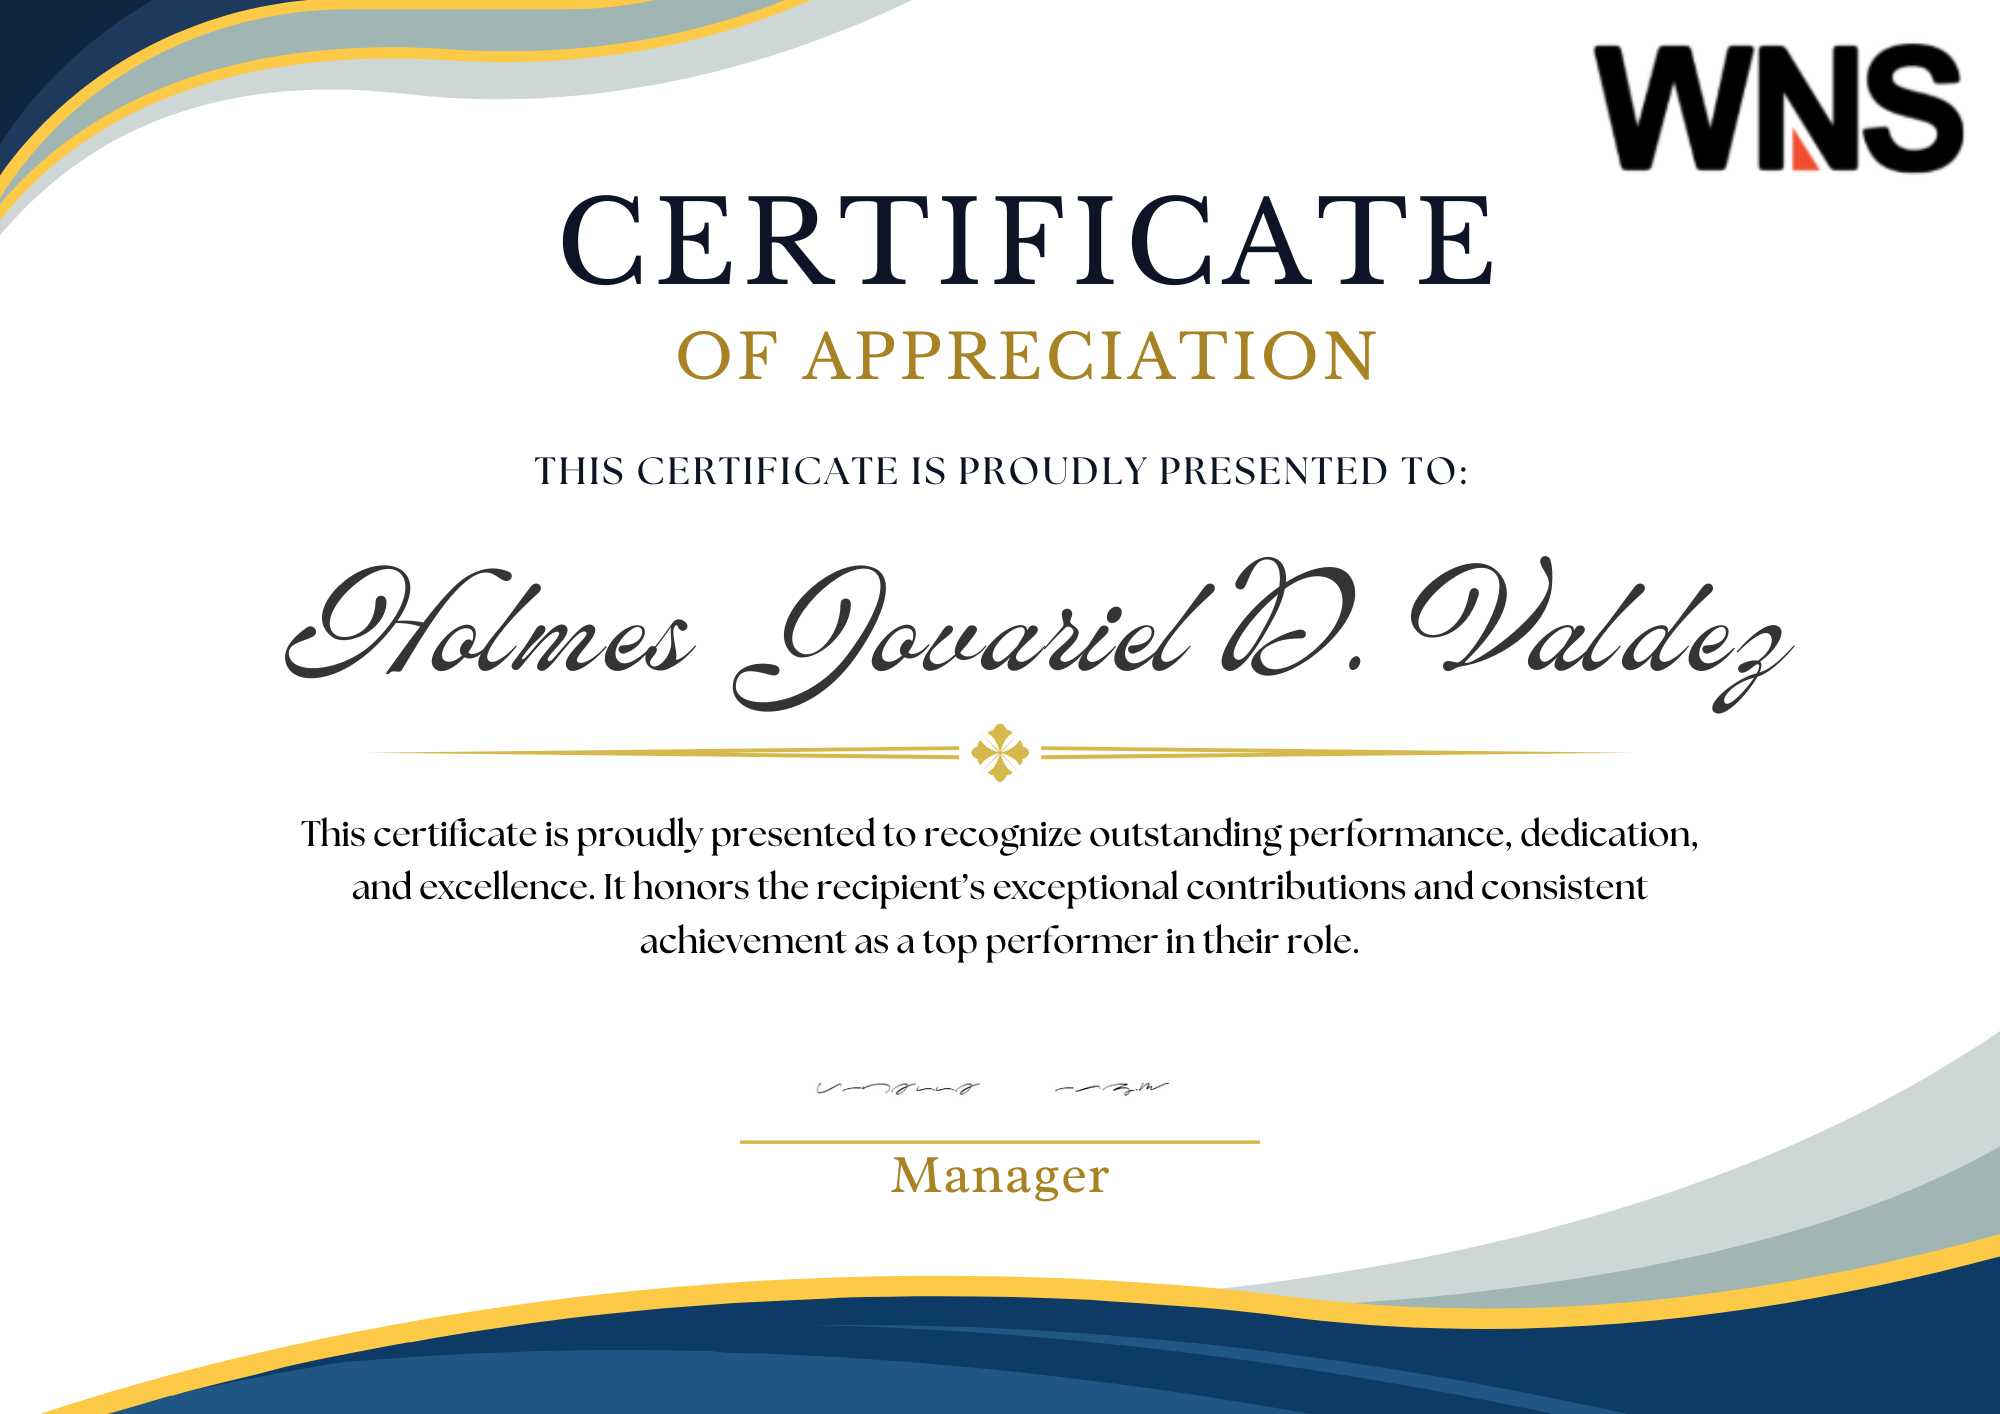 WNS
CERTIFICATE
OF APPRECIATION
THIS CERTIFICATE IS PROUDLY PRESENTED TO:
Holmes Jovariel D. Valdez
This certificate is proudly presented to recognize outstanding performance, dedication,
and excellence. It honors the recipient’s exceptional contributions and consistent
achievement as a top performer in their role.
Manager